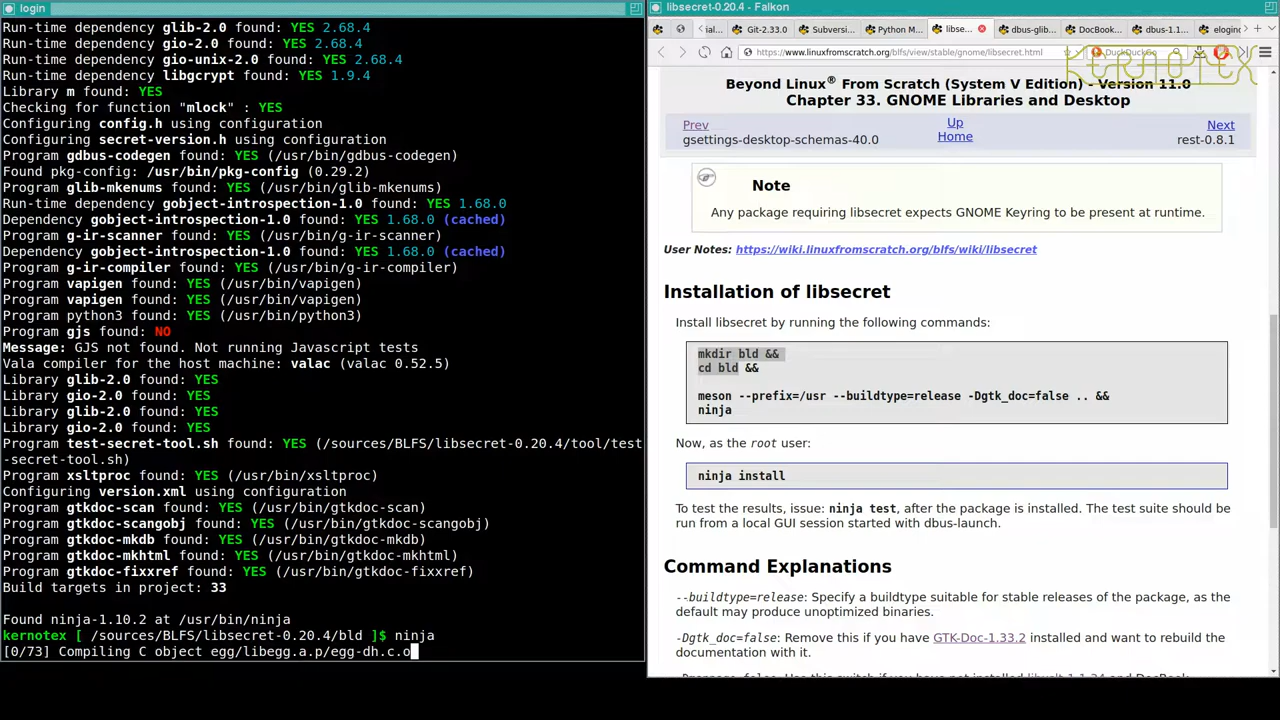 login
Run-time dependency glib-2.0 found: YES 2.68.4
Run-time dependency gio-2.0 found: YES 2.68.4
Run-time dependency gio-unix-2.0 found: YES 2.68.4
Run-time dependency libgcrypt found: YES 1.9.4
Library m found: YES
Checking for function "mlock" : YES
Configuring config.h using configuration
Configuring secret-version.h using configuration
Program gdbus-codegen found: YES (/usr/bin/gdbus-codegen)
Found pkg-config: /usr/bin/pkg-config (0.29.2)
Program glib-mkenums found: YES (/usr/bin/glib-mkenums)
Run-time dependency gobject-introspection-1.0 found: YES 1.68.0
Dependency gobject-introspection-1.0 found: YES 1.68.0 (cached)
Program g-ir-scanner found: YES (/usr/bin/g-ir-scanner)
Dependency gobject-introspection-1.0 found: YES 1.68.0 (cached)
Program g-ir-compiler found: YES (/usr/bin/g-ir-compiler)
Program vapigen found: YES (/usr/bin/vapigen)
Program vapigen found: YES (/usr/bin/vapigen)
Program python3 found: YES (/usr/bin/python3)
Program gjs found: NO
Message: GJS not found. Not running Javascript tests
Vala compiler for the host machine: valac (valac 0.52.5)
Library glib-2.0 found: YES
Library gio-2.0 found: YES
Library glib-2.0 found: YES
Library gio-2.0 found: YES
Program test-secret-tool.sh found: YES (/sources/BLFS/libsecret-0.20.4/tool/test
-secret-tool.sh)
Program xsltproc found: YES (/usr/bin/xsltproc)
Configuring version.xml using configuration
Program gtkdoc-scan found: YES (/usr/bin/gtkdoc-scan)
Program gtkdoc-scangobj found: YES (/usr/bin/gtkdoc-scangobj)
Program gtkdoc-mkdb found: YES (/usr/bin/gtkdoc-mkdb)
Program gtkdoc-mkhtml found: YES (/usr/bin/gtkdoc-mkhtml)
Program gtkdoc-fixxref found: YES (/usr/bin/gtkdoc-fixxref)
Build targets in project: 33
Found ninja-1.10.2 at /usr/bin/ninja
kernotex [ /sources/BLFS/libsecret-0.20.4/bld ]$ ninja
[0/73] Compiling C object egg/libegg.a.p/egg-dh.c.o
libsecret-0.20.4 - Falkon
ial Git-2.33.0 Subversi.. Python M... libse... dbus-glib... DocBook... dbus-1.1... eloginc
https://www.linuxfromscratch.org/blfs/view/stable/gnome/libsecret.html DuckDuckGo
KERNOTEX
Beyond Linux® From Scratch (System V Edition) - Version 11.0
Chapter 33. GNOME Libraries and Desktop
Prev Up Next
gsettings-desktop-schemas-40.0 Home rest-0.8.1
Note
Any package requiring libsecret expects GNOME Keyring to be present at runtime.
User Notes: https://wiki.linuxfromscratch.org/blfs/wiki/libsecret
Installation of libsecret
Install libsecret by running the following commands:
mkdir bld &&
cd bld &&
meson --prefix=/usr --buildtype=release -Dgtk_doc=false .. &&
ninja
Now, as the root user:
ninja install
To test the results, issue: ninja test, after the package is installed. The test suite should be
run from a local GUI session started with dbus-launch.
Command Explanations
--buildtype=release: Specify a buildtype suitable for stable releases of the package, as the
default may produce unoptimized binaries.
-Dgtk_doc=false: Remove this if you have GTK-Doc-1.33.2 installed and want to rebuild the
documentation with it.